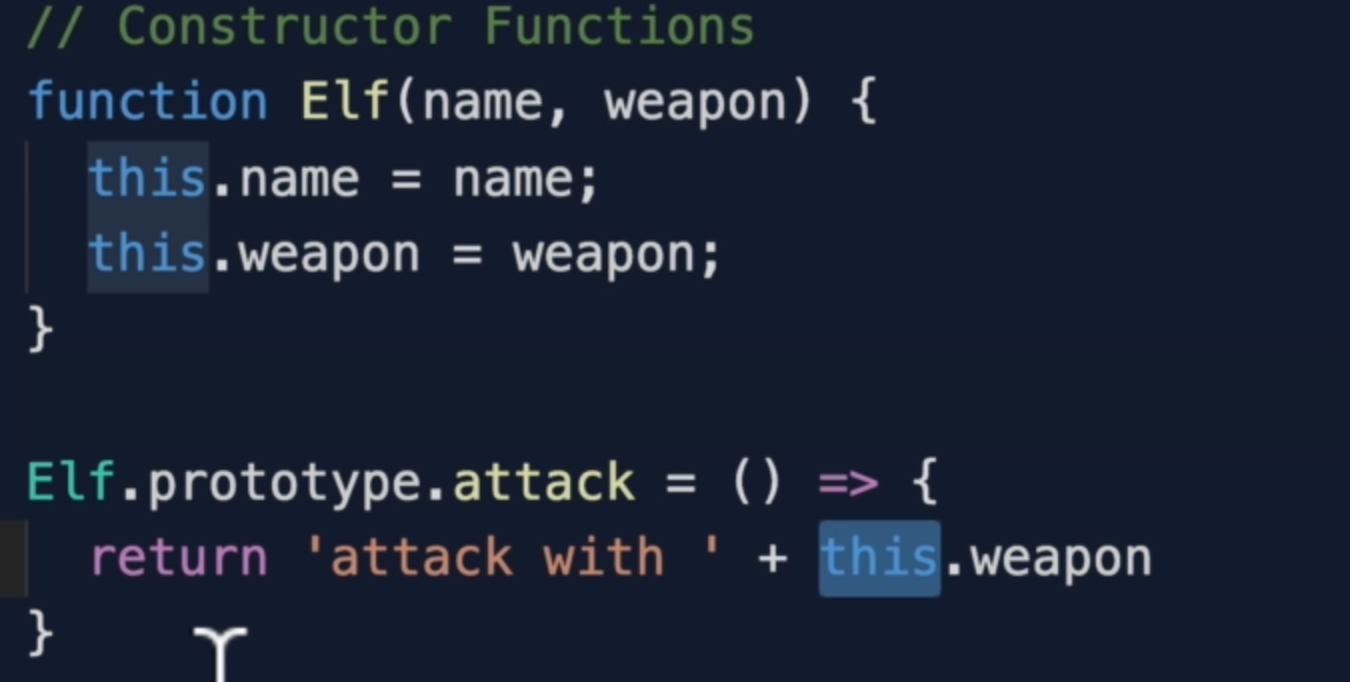 // Constructor Functions
function Elf(name, weapon) {
  this.name = name;
  this.weapon = weapon;
}
Elf.prototype.attack = () => {
  return 'attack with ' + this.weapon
}